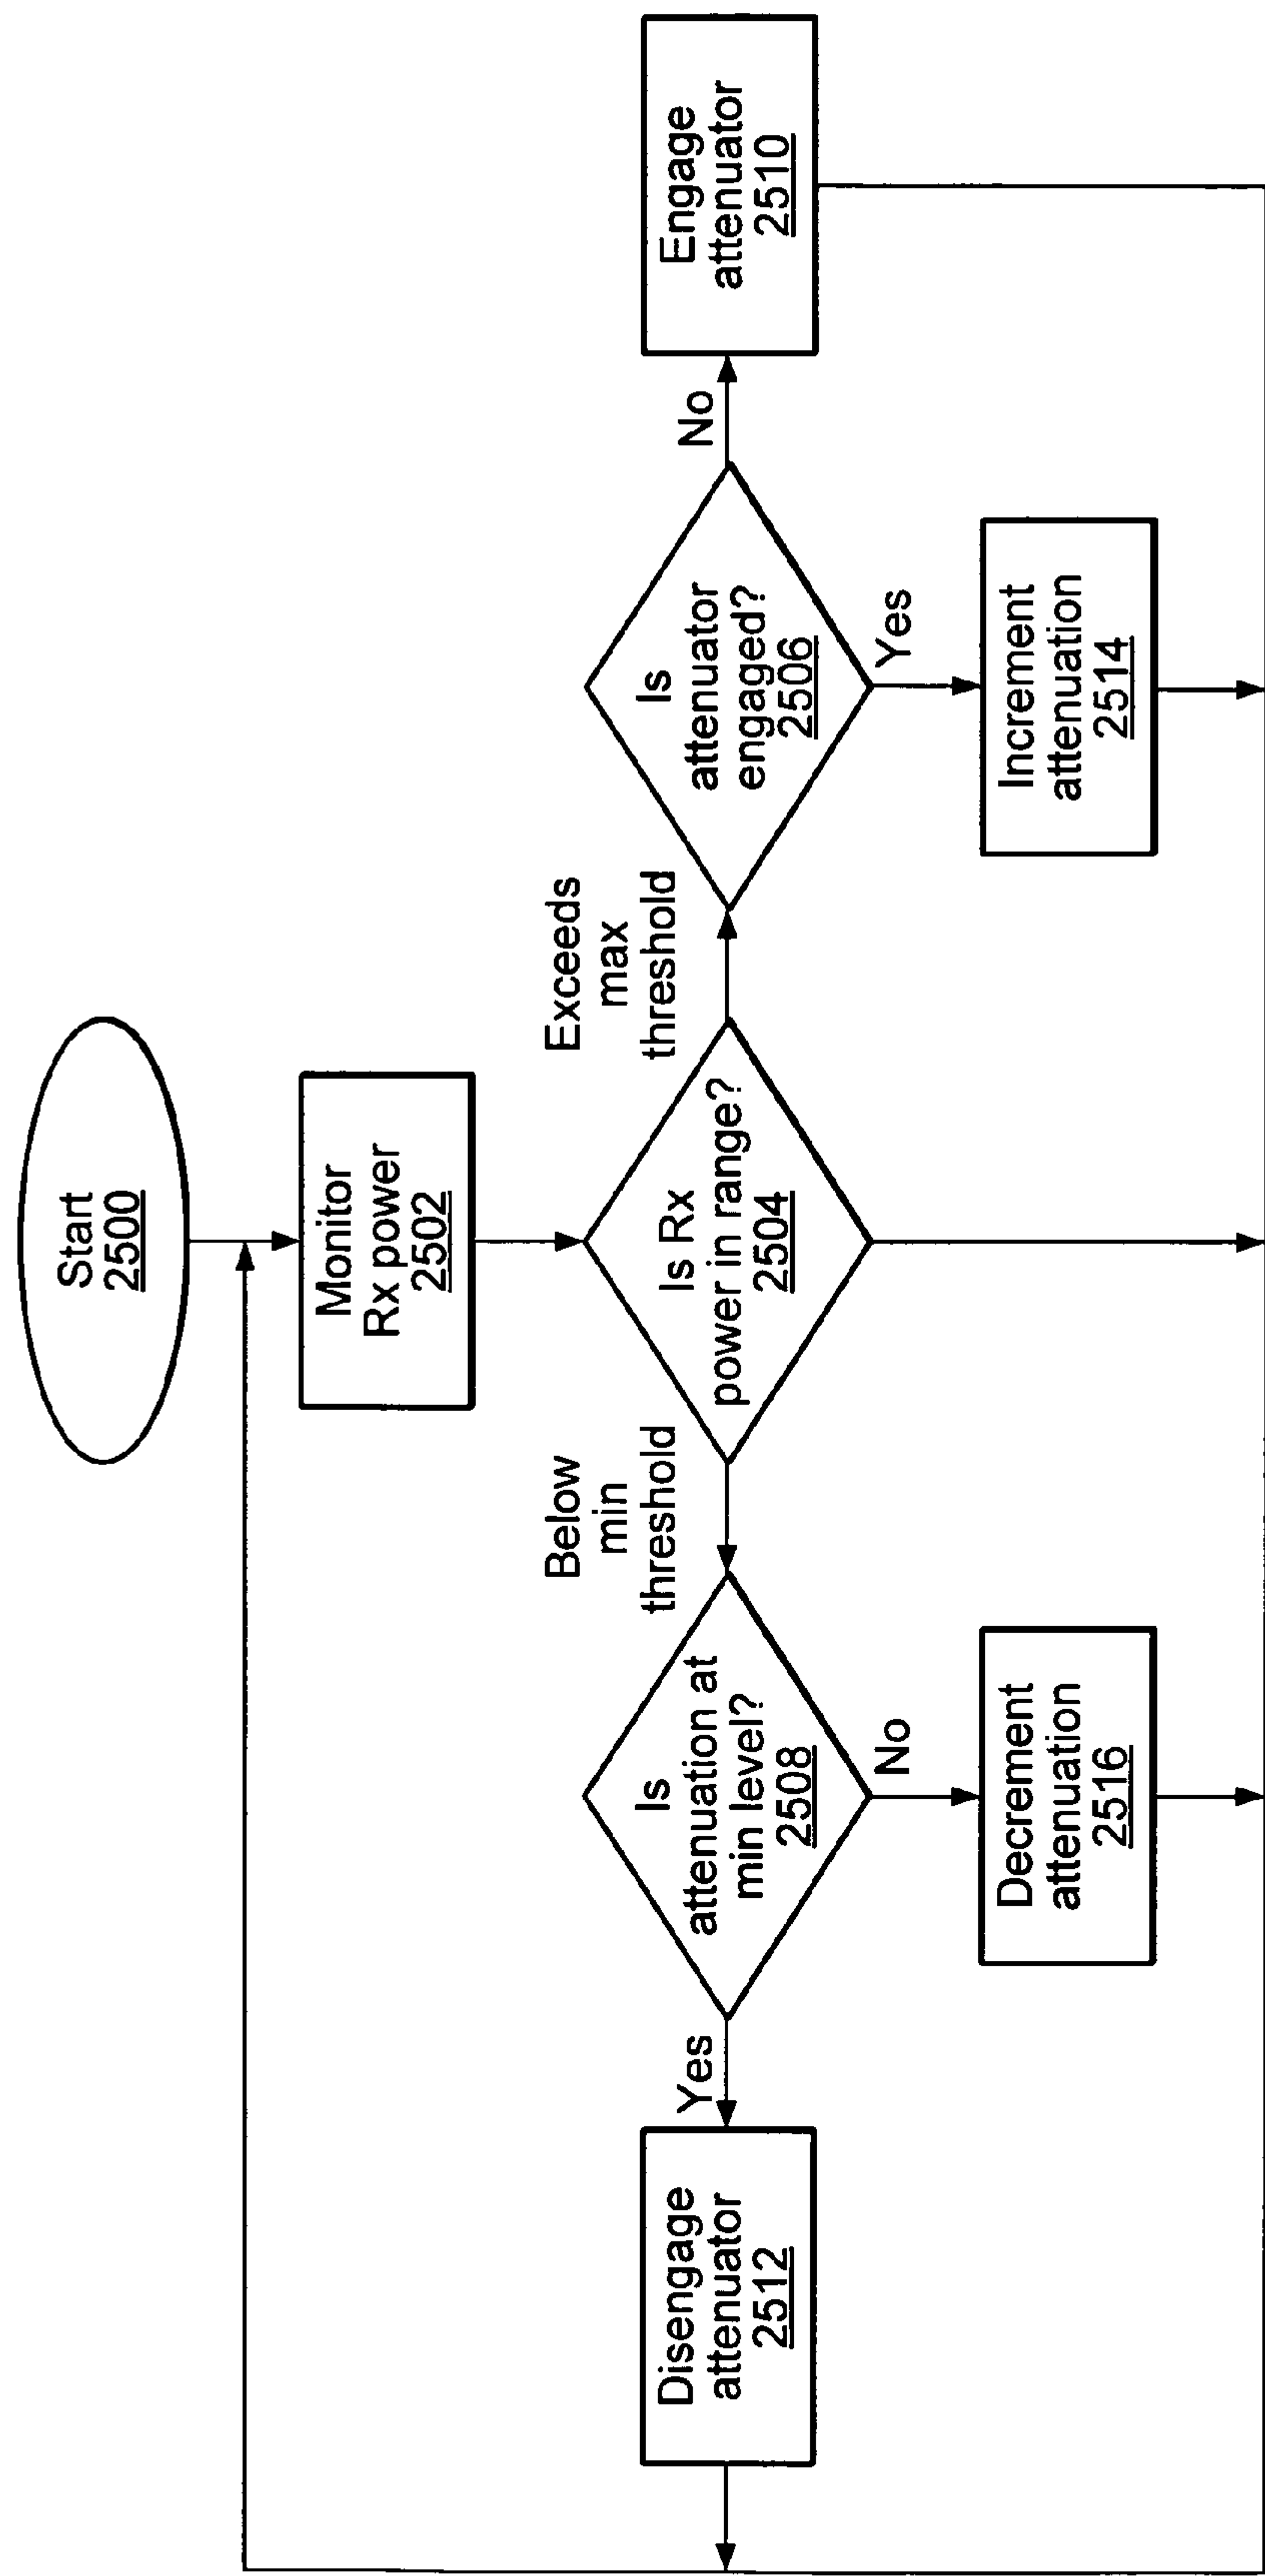 Start
2500
Monitor
Rx power
2502
Is Rx
power in range?
2504
Below
min
threshold
Exceeds
max
threshold
Is
attenuation at
min level?
2508
Yes
No
Disengage
attenuator
2512
Decrement
attenuation
2516
Is
attenuator
engaged?
2506
No
Yes
Engage
attenuator
2510
Increment
attenuation
2514